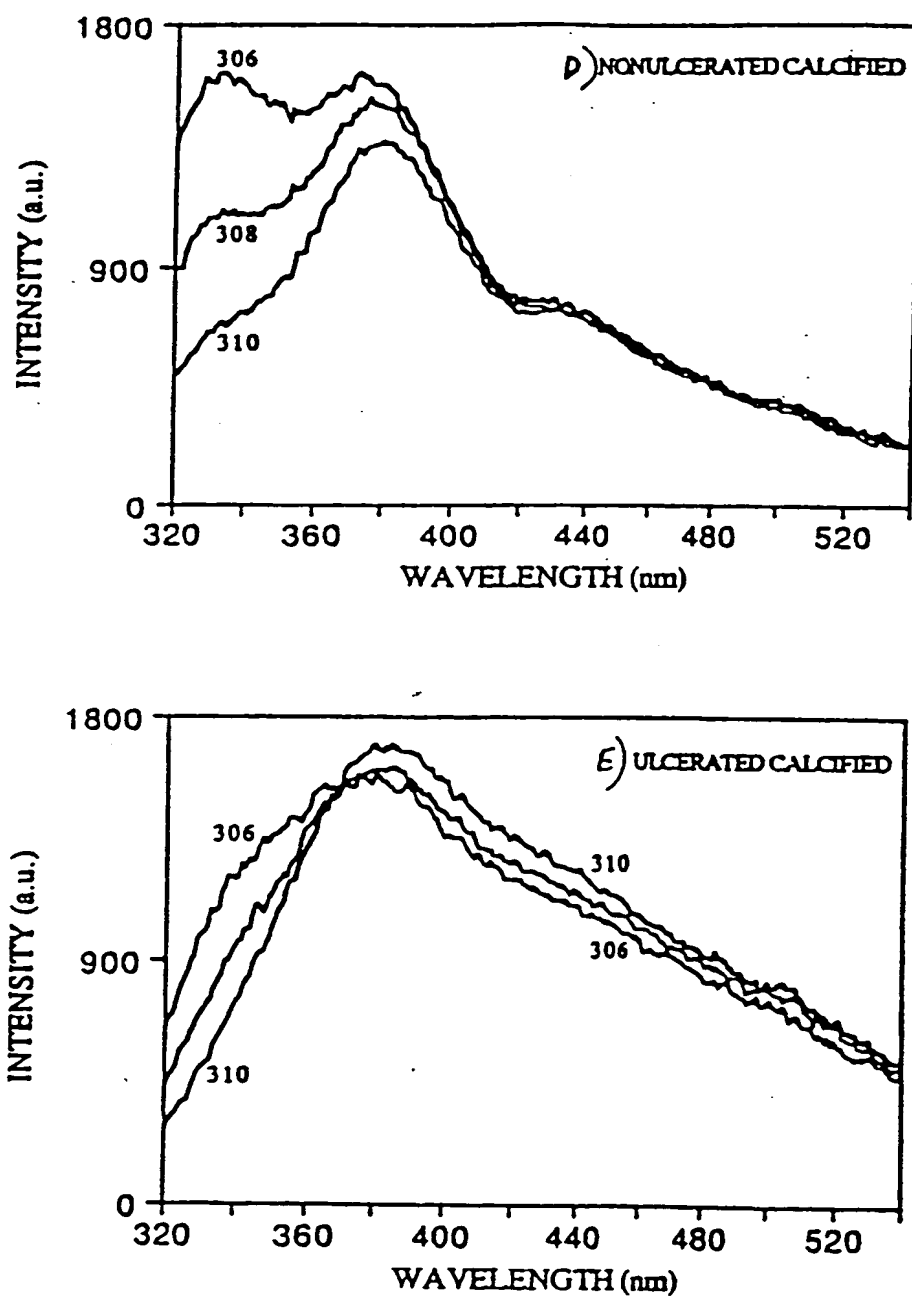 1800
306
D) NONULCERATED CALCIFIED
INTENSITY (a.u.)
308
900
310
0
320 360 400 440 480 520
WAVELENGTH (nm)
1800
E) ULCERATED CALCIFIED
306
310
INTENSITY (a.u.)
900
306
310
0
320 360 400 440 480 520
WAVELENGTH (nm)